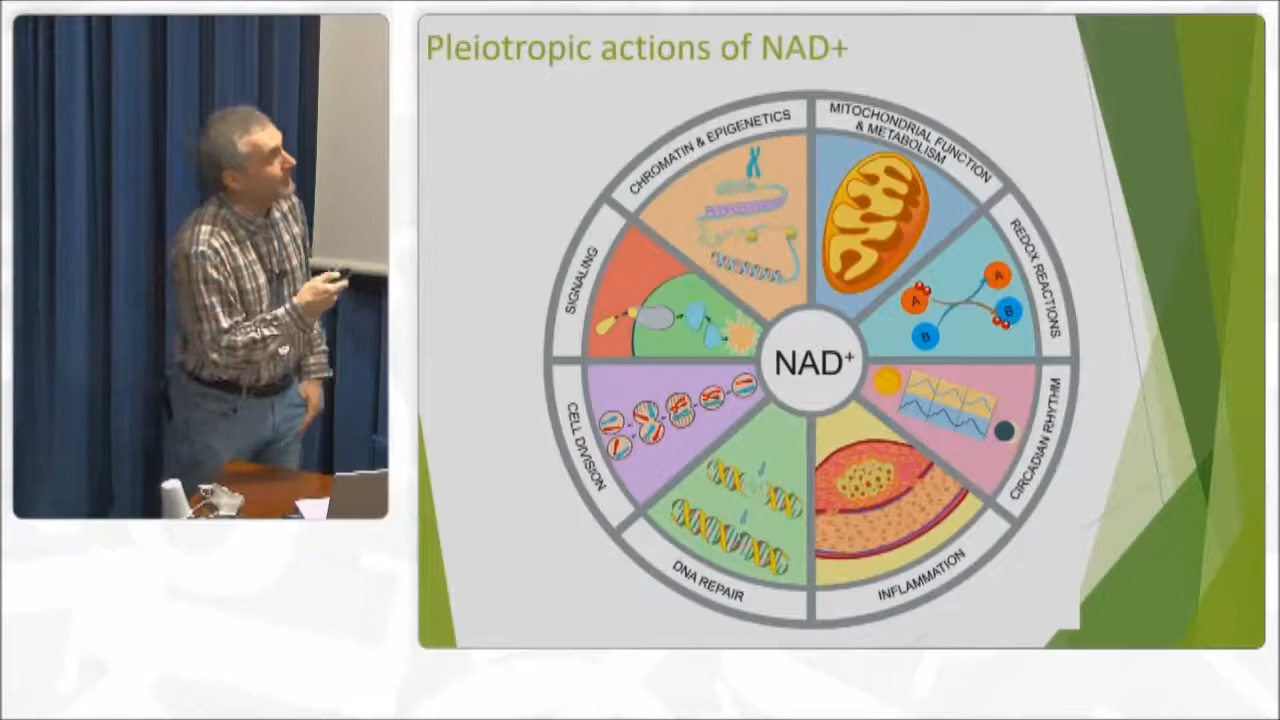 Pleiotropic actions of NAD+
CHROMATIN & EPIGENETICS
MITOCHONDRIAL FUNCTION
& METABOLISM
REDOX REACTIONS
CIRCADIAN RHYTHM
INFLAMMATION
DNA REPAIR
CELL DIVISION
SIGNALING
NAD⁺
A
A
B
B